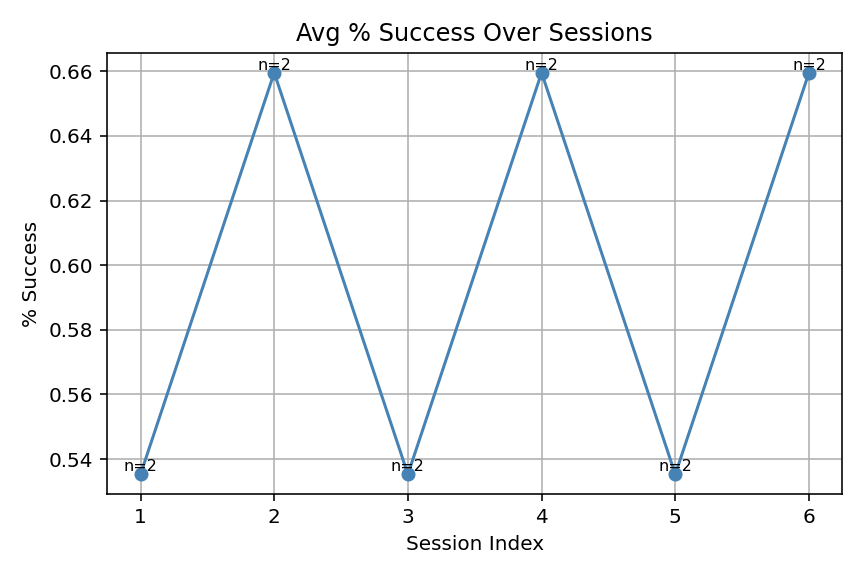 Avg % Success Over Sessions
% Success
0.66
0.64
0.62
0.60
0.58
0.56
0.54
n=2
n=2
n=2
n=2
n=2
n=2
1 2 3 4 5 6
Session Index